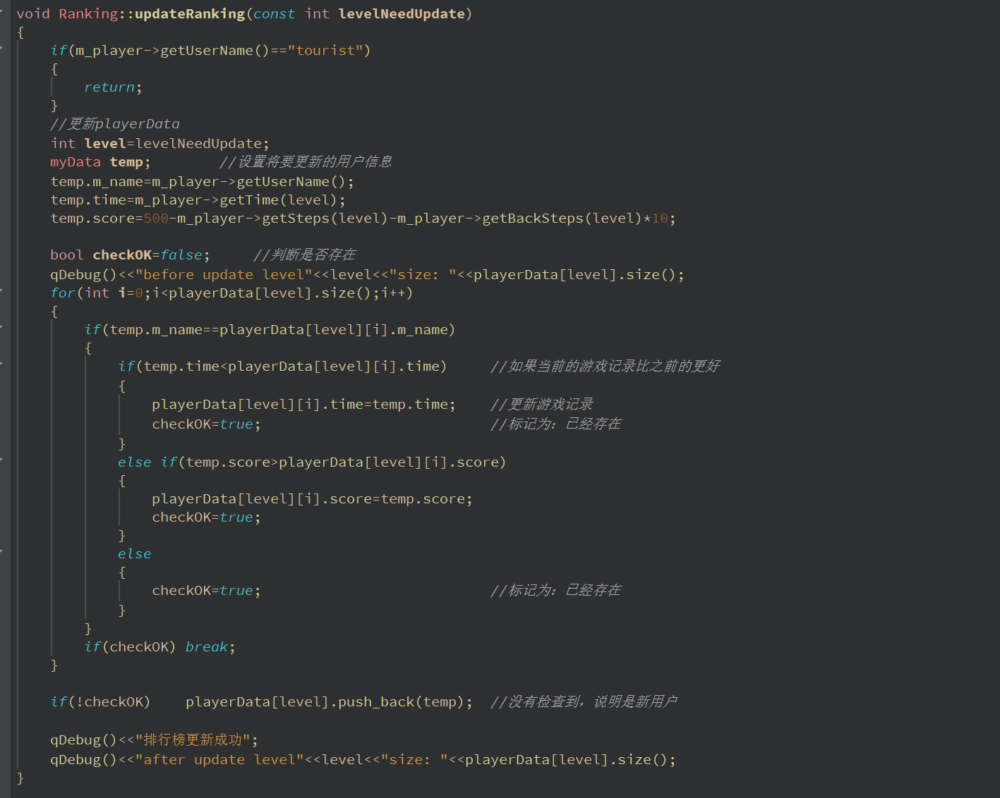 void Ranking::updateRanking(const int levelNeedUpdate)
{
    if(m_player->getUserName()=="tourist")
    {
        return;
    }
    //更新playerData
    int level=levelNeedUpdate;
    myData temp;        //设置将要更新的用户信息
    temp.m_name=m_player->getUserName();
    temp.time=m_player->getTime(level);
    temp.score=500-m_player->getSteps(level)-m_player->getBackSteps(level)*10;

    bool checkOK=false;     //判断是否存在
    qDebug()<<"before update level"<<level<<"size: "<<playerData[level].size();
    for(int i=0;i<playerData[level].size();i++)
    {
        if(temp.m_name==playerData[level][i].m_name)
        {
            if(temp.time<playerData[level][i].time)     //如果当前的游戏记录比之前的更好
            {
                playerData[level][i].time=temp.time;    //更新游戏记录
                checkOK=true;                           //标记为：已经存在
            }
            else if(temp.score>playerData[level][i].score)
            {
                playerData[level][i].score=temp.score;
                checkOK=true;
            }
            else
            {
                checkOK=true;                           //标记为：已经存在
            }
        }
        if(checkOK) break;
    }

    if(!checkOK)    playerData[level].push_back(temp);  //没有检查到，说明是新用户

    qDebug()<<"排行榜更新成功";
    qDebug()<<"after update level"<<level<<"size: "<<playerData[level].size();
}